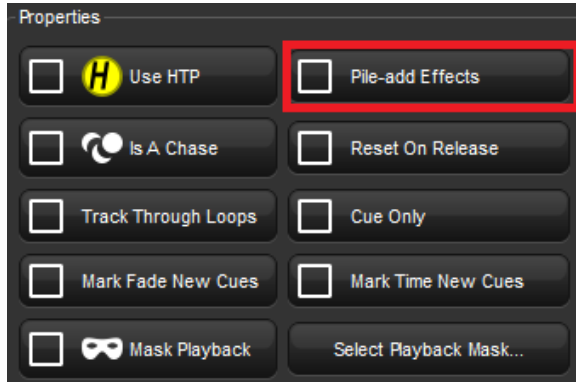 Properties
H Use HTP
Pile-add Effects
Is A Chase
Reset On Release
Track Through Loops
Cue Only
Mark Fade New Cues
Mark Time New Cues
Mask Playback
Select Playback Mask...